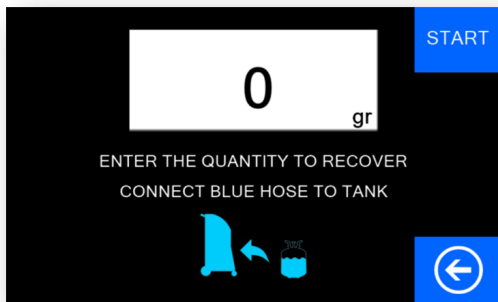 START
0
gr
ENTER THE QUANTITY TO RECOVER
CONNECT BLUE HOSE TO TANK